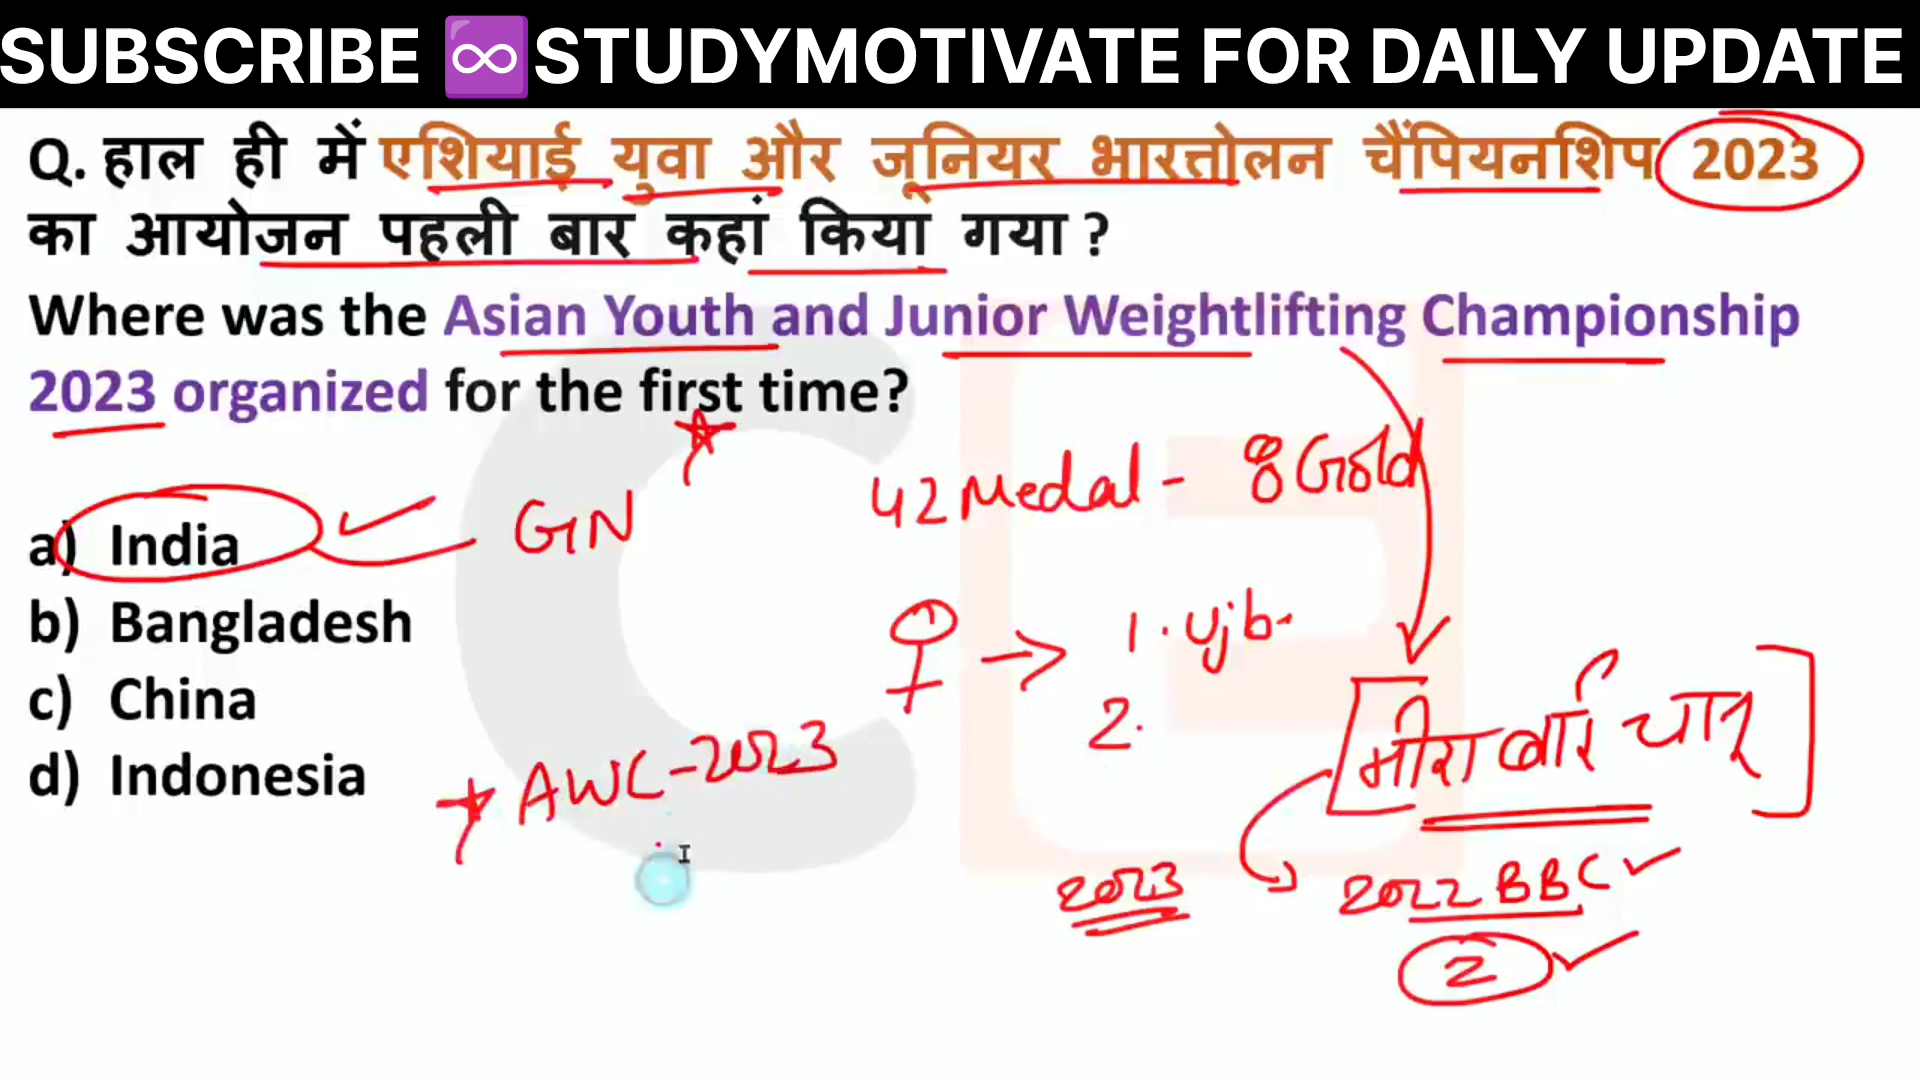 SUBSCRIBE ♾️STUDYMOTIVATE FOR DAILY UPDATE
Q. हाल ही में एशियाई युवा और जूनियर भारत्तोलन चैंपियनशिप 2023
का आयोजन पहली बार कहां किया गया ?
Where was the Asian Youth and Junior Weightlifting Championship
2023 organized for the first time?
42 Medal - 8 Gold
a) India GN
b) Bangladesh
1. Ujb.
c) China
2.
मीरा बाई चानू
d) Indonesia
AWC-2023
2023
2022 BBC
2